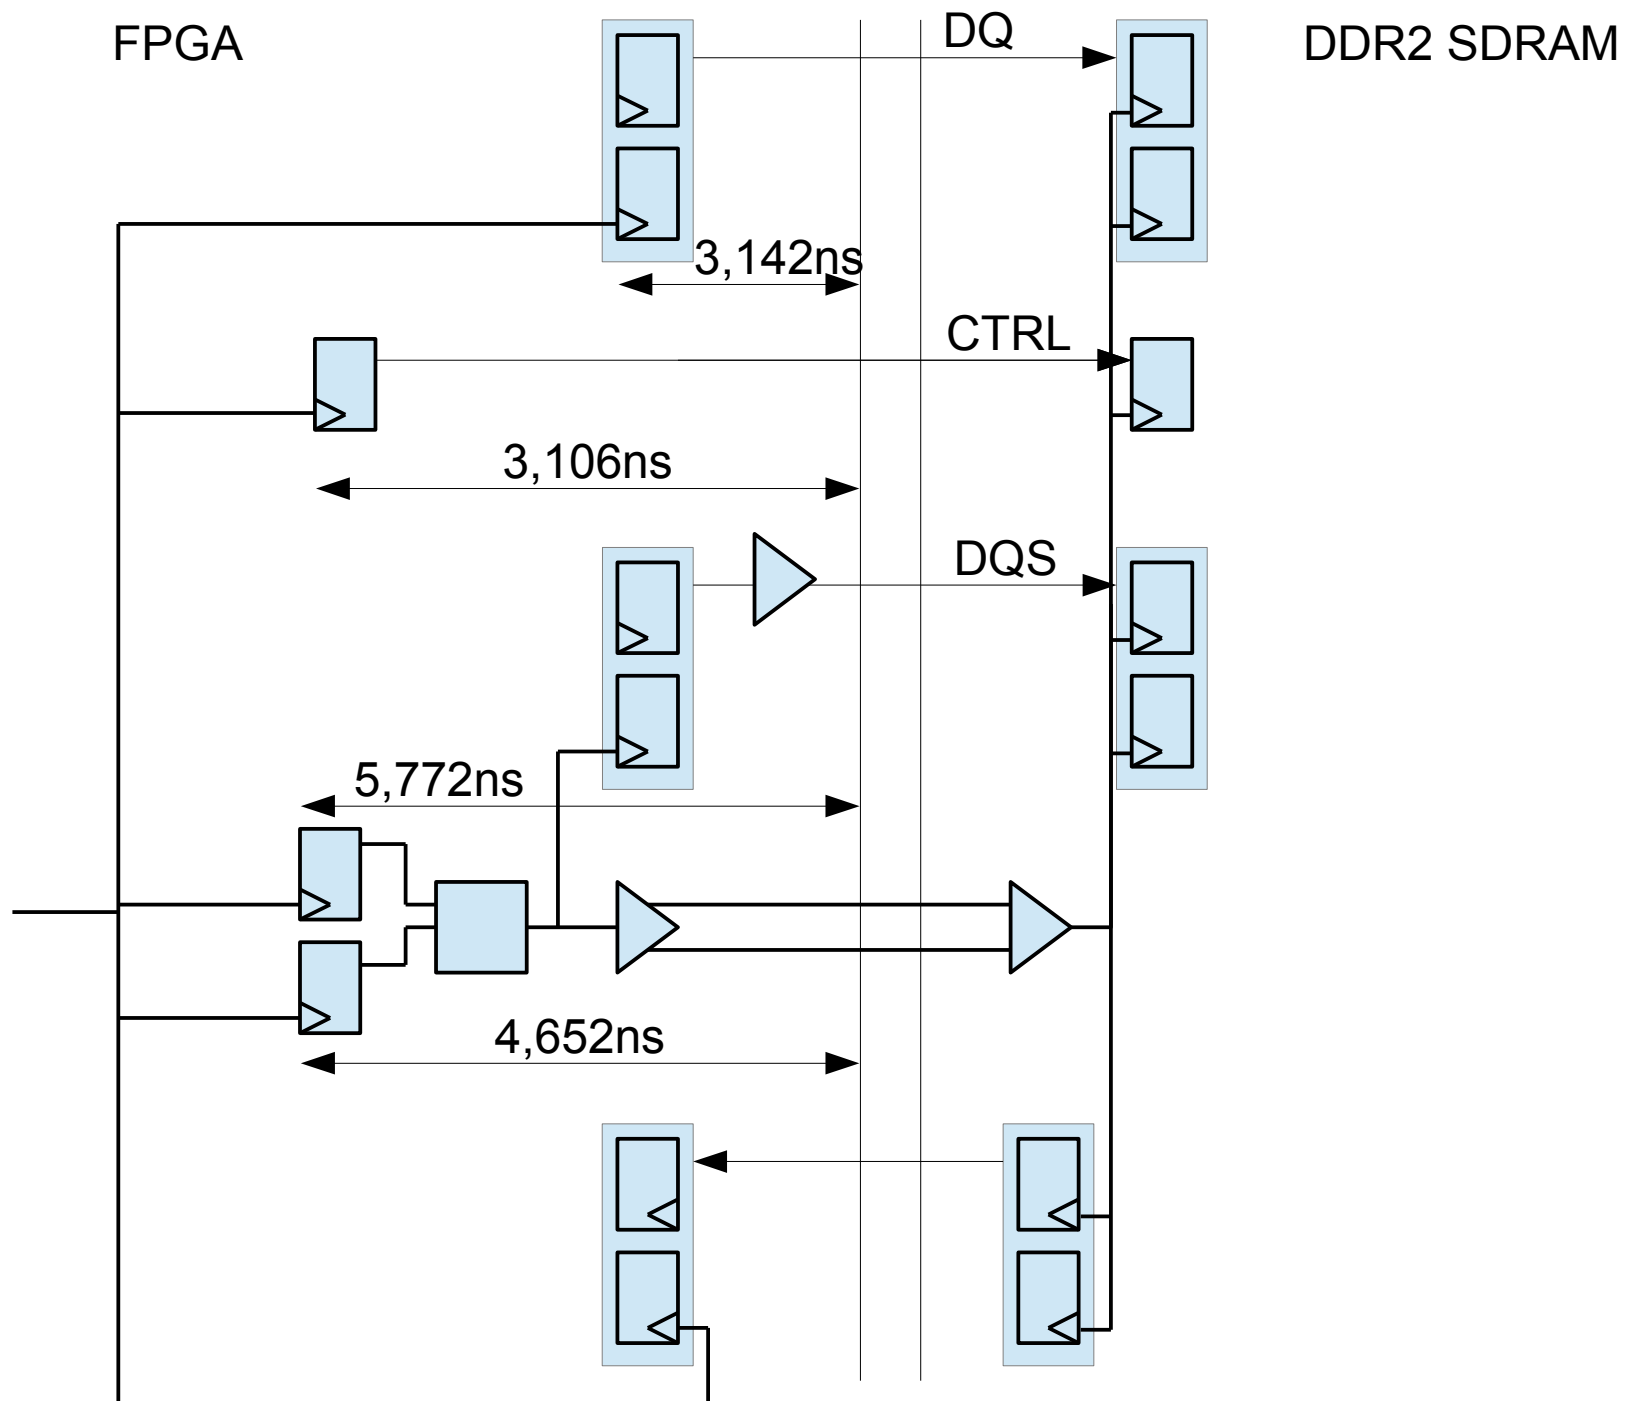 FPGA
DQ
DDR2 SDRAM
3,142ns
CTRL
3,106ns
DQS
5,772ns
4,652ns